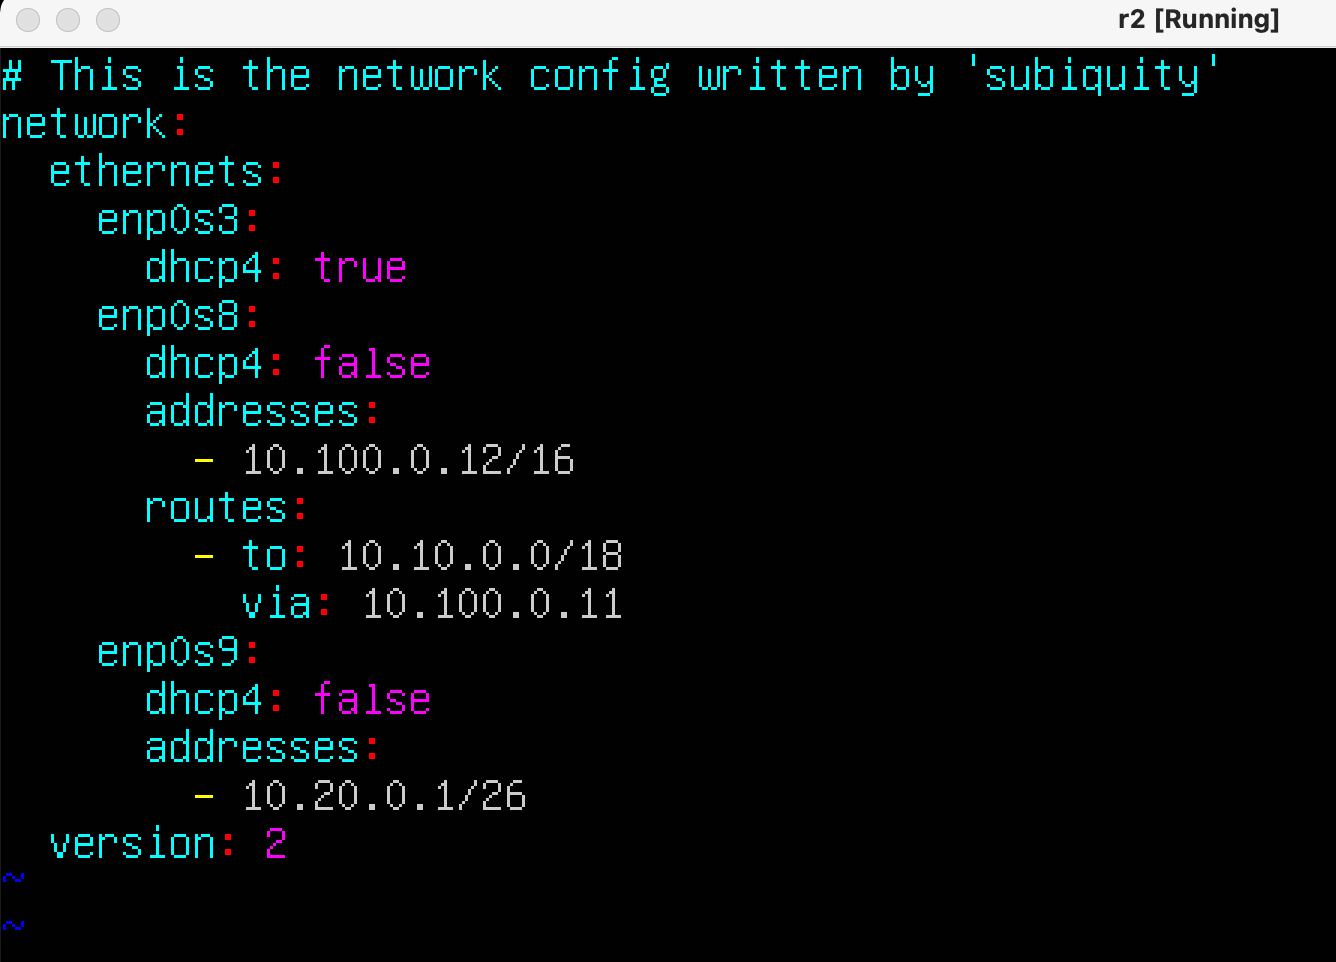 r2 [Running]
# This is the network config written by 'subiquity'
network:
  ethernets:
    enp0s3:
      dhcp4: true
    enp0s8:
      dhcp4: false
      addresses:
        - 10.100.0.12/16
      routes:
        - to: 10.10.0.0/18
          via: 10.100.0.11
    enp0s9:
      dhcp4: false
      addresses:
        - 10.20.0.1/26
  version: 2
~
~